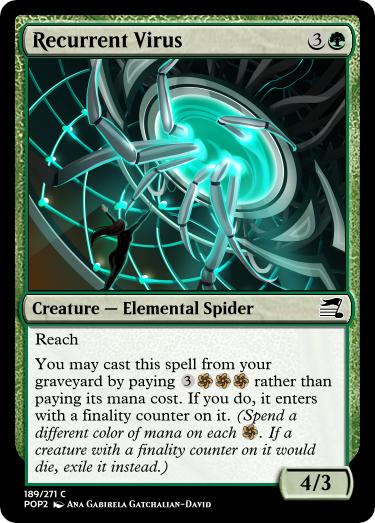 Recurrent Virus 3
Creature — Elemental Spider
Reach
You may cast this spell from your
graveyard by paying 3 rather than
paying its mana cost. If you do, it enters
with a finality counter on it. (Spend a
different color of mana on each . If a
creature with a finality counter on it would
die, exile it instead.)
4/3
189/271 C
POP2 Ana Gabirela Gatchalian-David